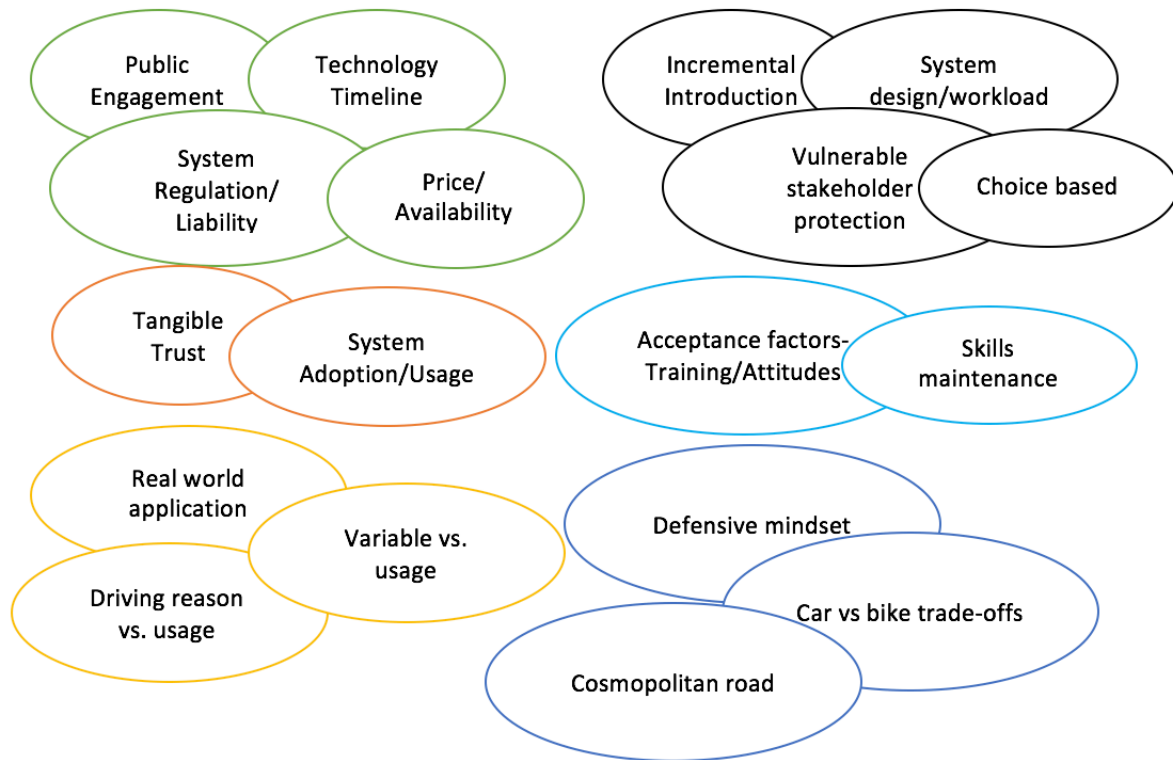 Public
Engagement
Technology
Timeline
System
Regulation/
Liability
Price/
Availability
Incremental
Introduction
System
design/workload
Vulnerable
stakeholder
protection
Choice based
Tangible
Trust
System
Adoption/Usage
Acceptance factors-
Training/Attitudes
Skills
maintenance
Real world
application
Variable vs.
usage
Driving reason
vs. usage
Defensive mindset
Car vs bike trade-offs
Cosmopolitan road